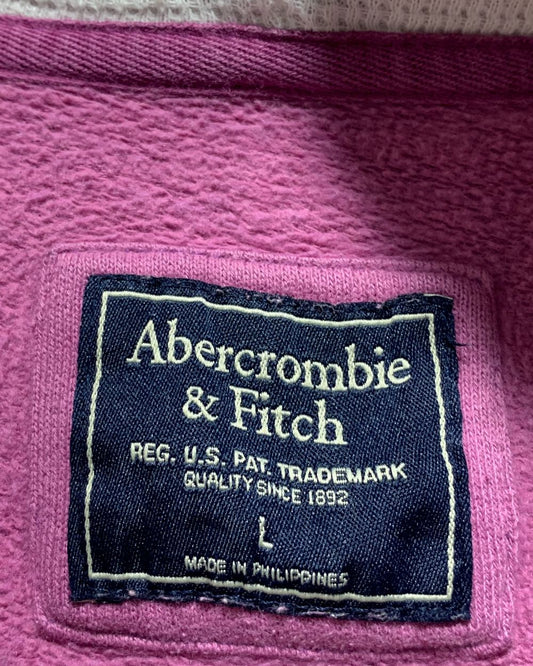 Abercrombie
& Fitch
REG. U.S. PAT. TRADEMARK
QUALITY SINCE 1892
L
MADE IN PHILIPPINES